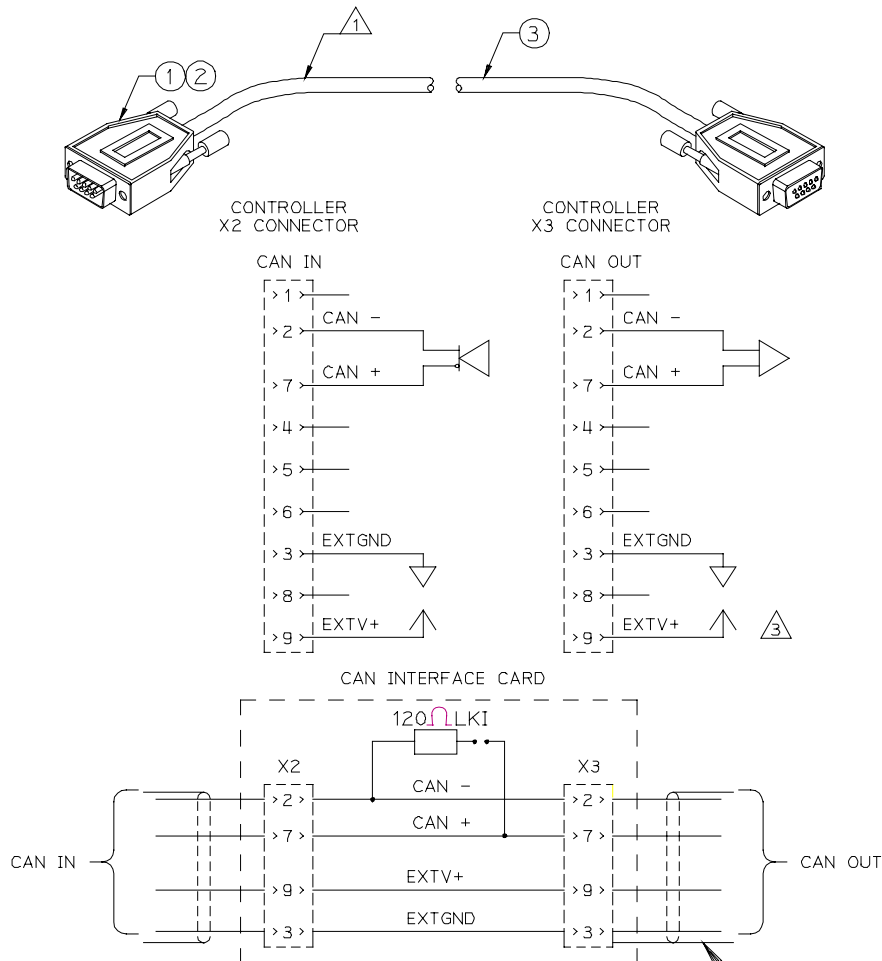 1
3
1 2
CONTROLLER
X2 CONNECTOR
CONTROLLER
X3 CONNECTOR
CAN IN
CAN OUT
1
1
2
CAN -
2
CAN -
7
CAN +
7
CAN +
4
4
5
5
6
6
3
EXTGND
3
EXTGND
8
8
9
EXTV+
9
EXTV+
3
CAN INTERFACE CARD
120Ω LKI
X2
X3
2
CAN -
2
7
CAN +
7
CAN IN
CAN OUT
9
EXTV+
9
3
EXTGND
3